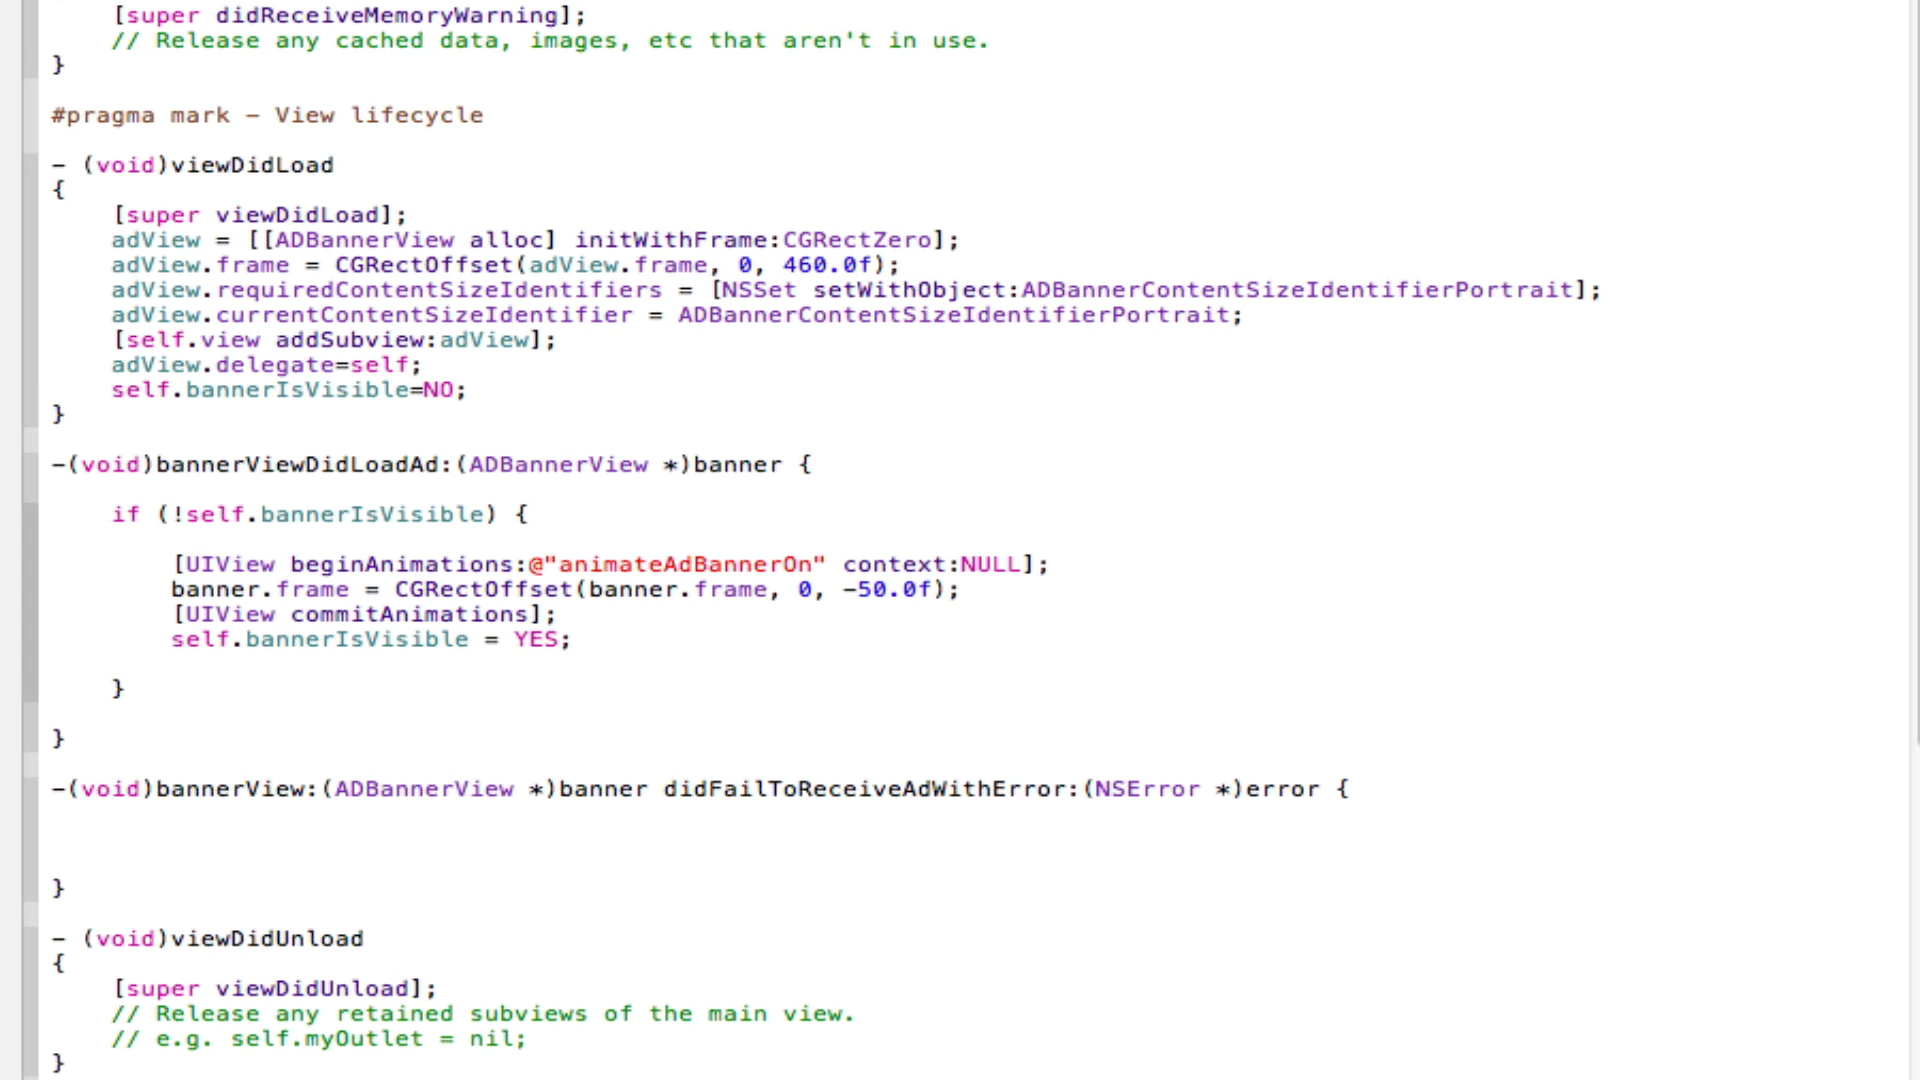 [super didReceiveMemoryWarning];
// Release any cached data, images, etc that aren't in use.
}
#pragma mark - View lifecycle
- (void)viewDidLoad
{
[super viewDidLoad];
adView = [[ADBannerView alloc] initWithFrame:CGRectZero];
adView.frame = CGRectOffset(adView.frame, 0, 460.0f);
adView.requiredContentSizeIdentifiers = [NSSet setWithObject:ADBannerContentSizeIdentifierPortrait];
adView.currentContentSizeIdentifier = ADBannerContentSizeIdentifierPortrait;
[self.view addSubview:adView];
adView.delegate=self;
self.bannerIsVisible=NO;
}
-(void)bannerViewDidLoadAd:(ADBannerView *)banner {
if (!self.bannerIsVisible) {
[UIView beginAnimations:@"animateAdBannerOn" context:NULL];
banner.frame = CGRectOffset(banner.frame, 0, -50.0f);
[UIView commitAnimations];
self.bannerIsVisible = YES;
}
}
-(void)bannerView:(ADBannerView *)banner didFailToReceiveAdWithError:(NSError *)error {
}
- (void)viewDidUnload
{
[super viewDidUnload];
// Release any retained subviews of the main view.
// e.g. self.myOutlet = nil;
}